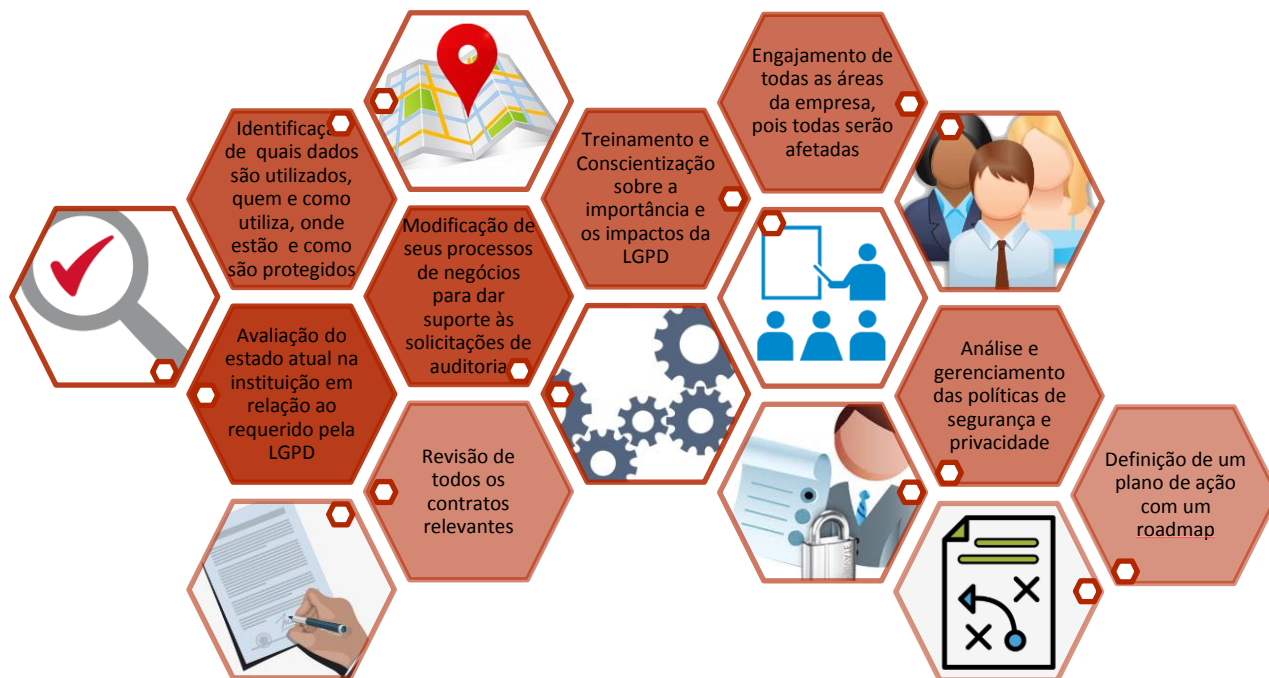 Engajamento de
todas as áreas
da empresa,
pois todas serão
afetadas
Identificaç
de quais dados
são utilizados,
quem e como
utiliza, onde
estão e como
são protegidos
Treinamento e
Conscientização
sobre a
importância e
os impactos da
LGPD
Modificação de
seus processos
de negócios
para dar
suporte às
solicitações de
auditoria
Avaliação do
estado atual na
instituição em
relação ao
requerido pela
LGPD
Análise e
gerenciamento
das políticas de
segurança e
privacidade
Revisão de
todos os
contratos
relevantes
Definição de um
plano de ação
com um
roadmap